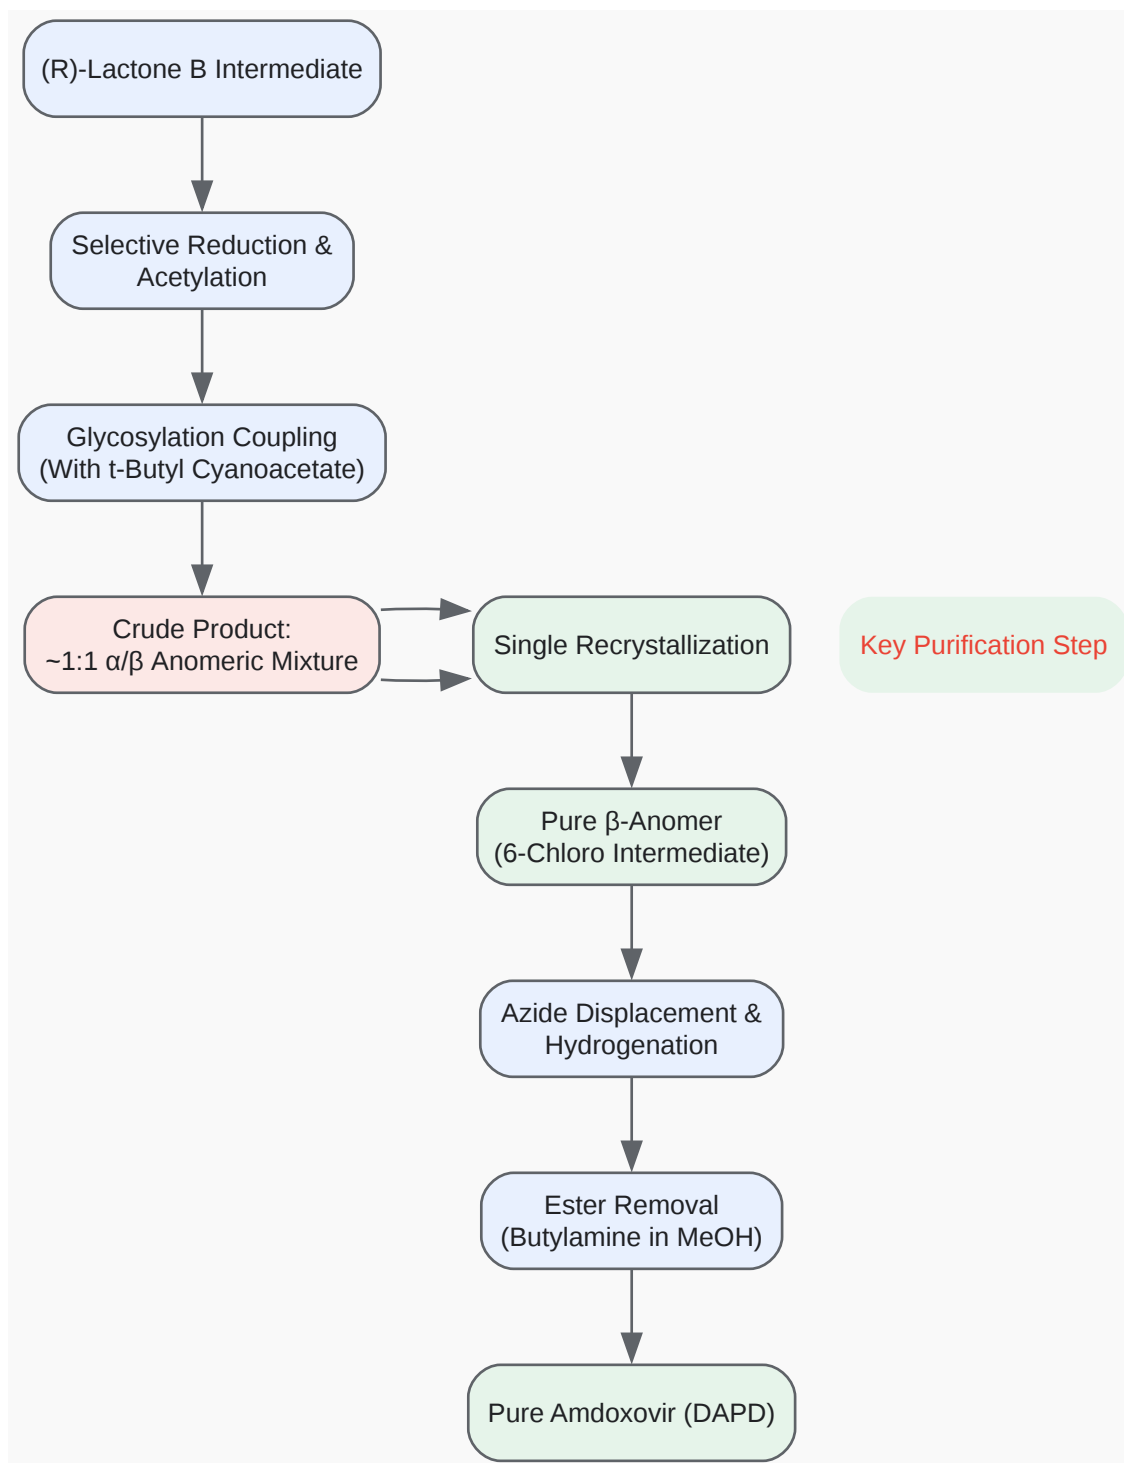 (R)-Lactone B Intermediate
Selective Reduction &
Acetylation
Glycosylation Coupling
(With t-Butyl Cyanoacetate)
Crude Product:
~1:1 α/β Anomeric Mixture
Single Recrystallization
Key Purification Step
Pure β-Anomer
(6-Chloro Intermediate)
Azide Displacement &
Hydrogenation
Ester Removal
(Butylamine in MeOH)
Pure Amdoxovir (DAPD)